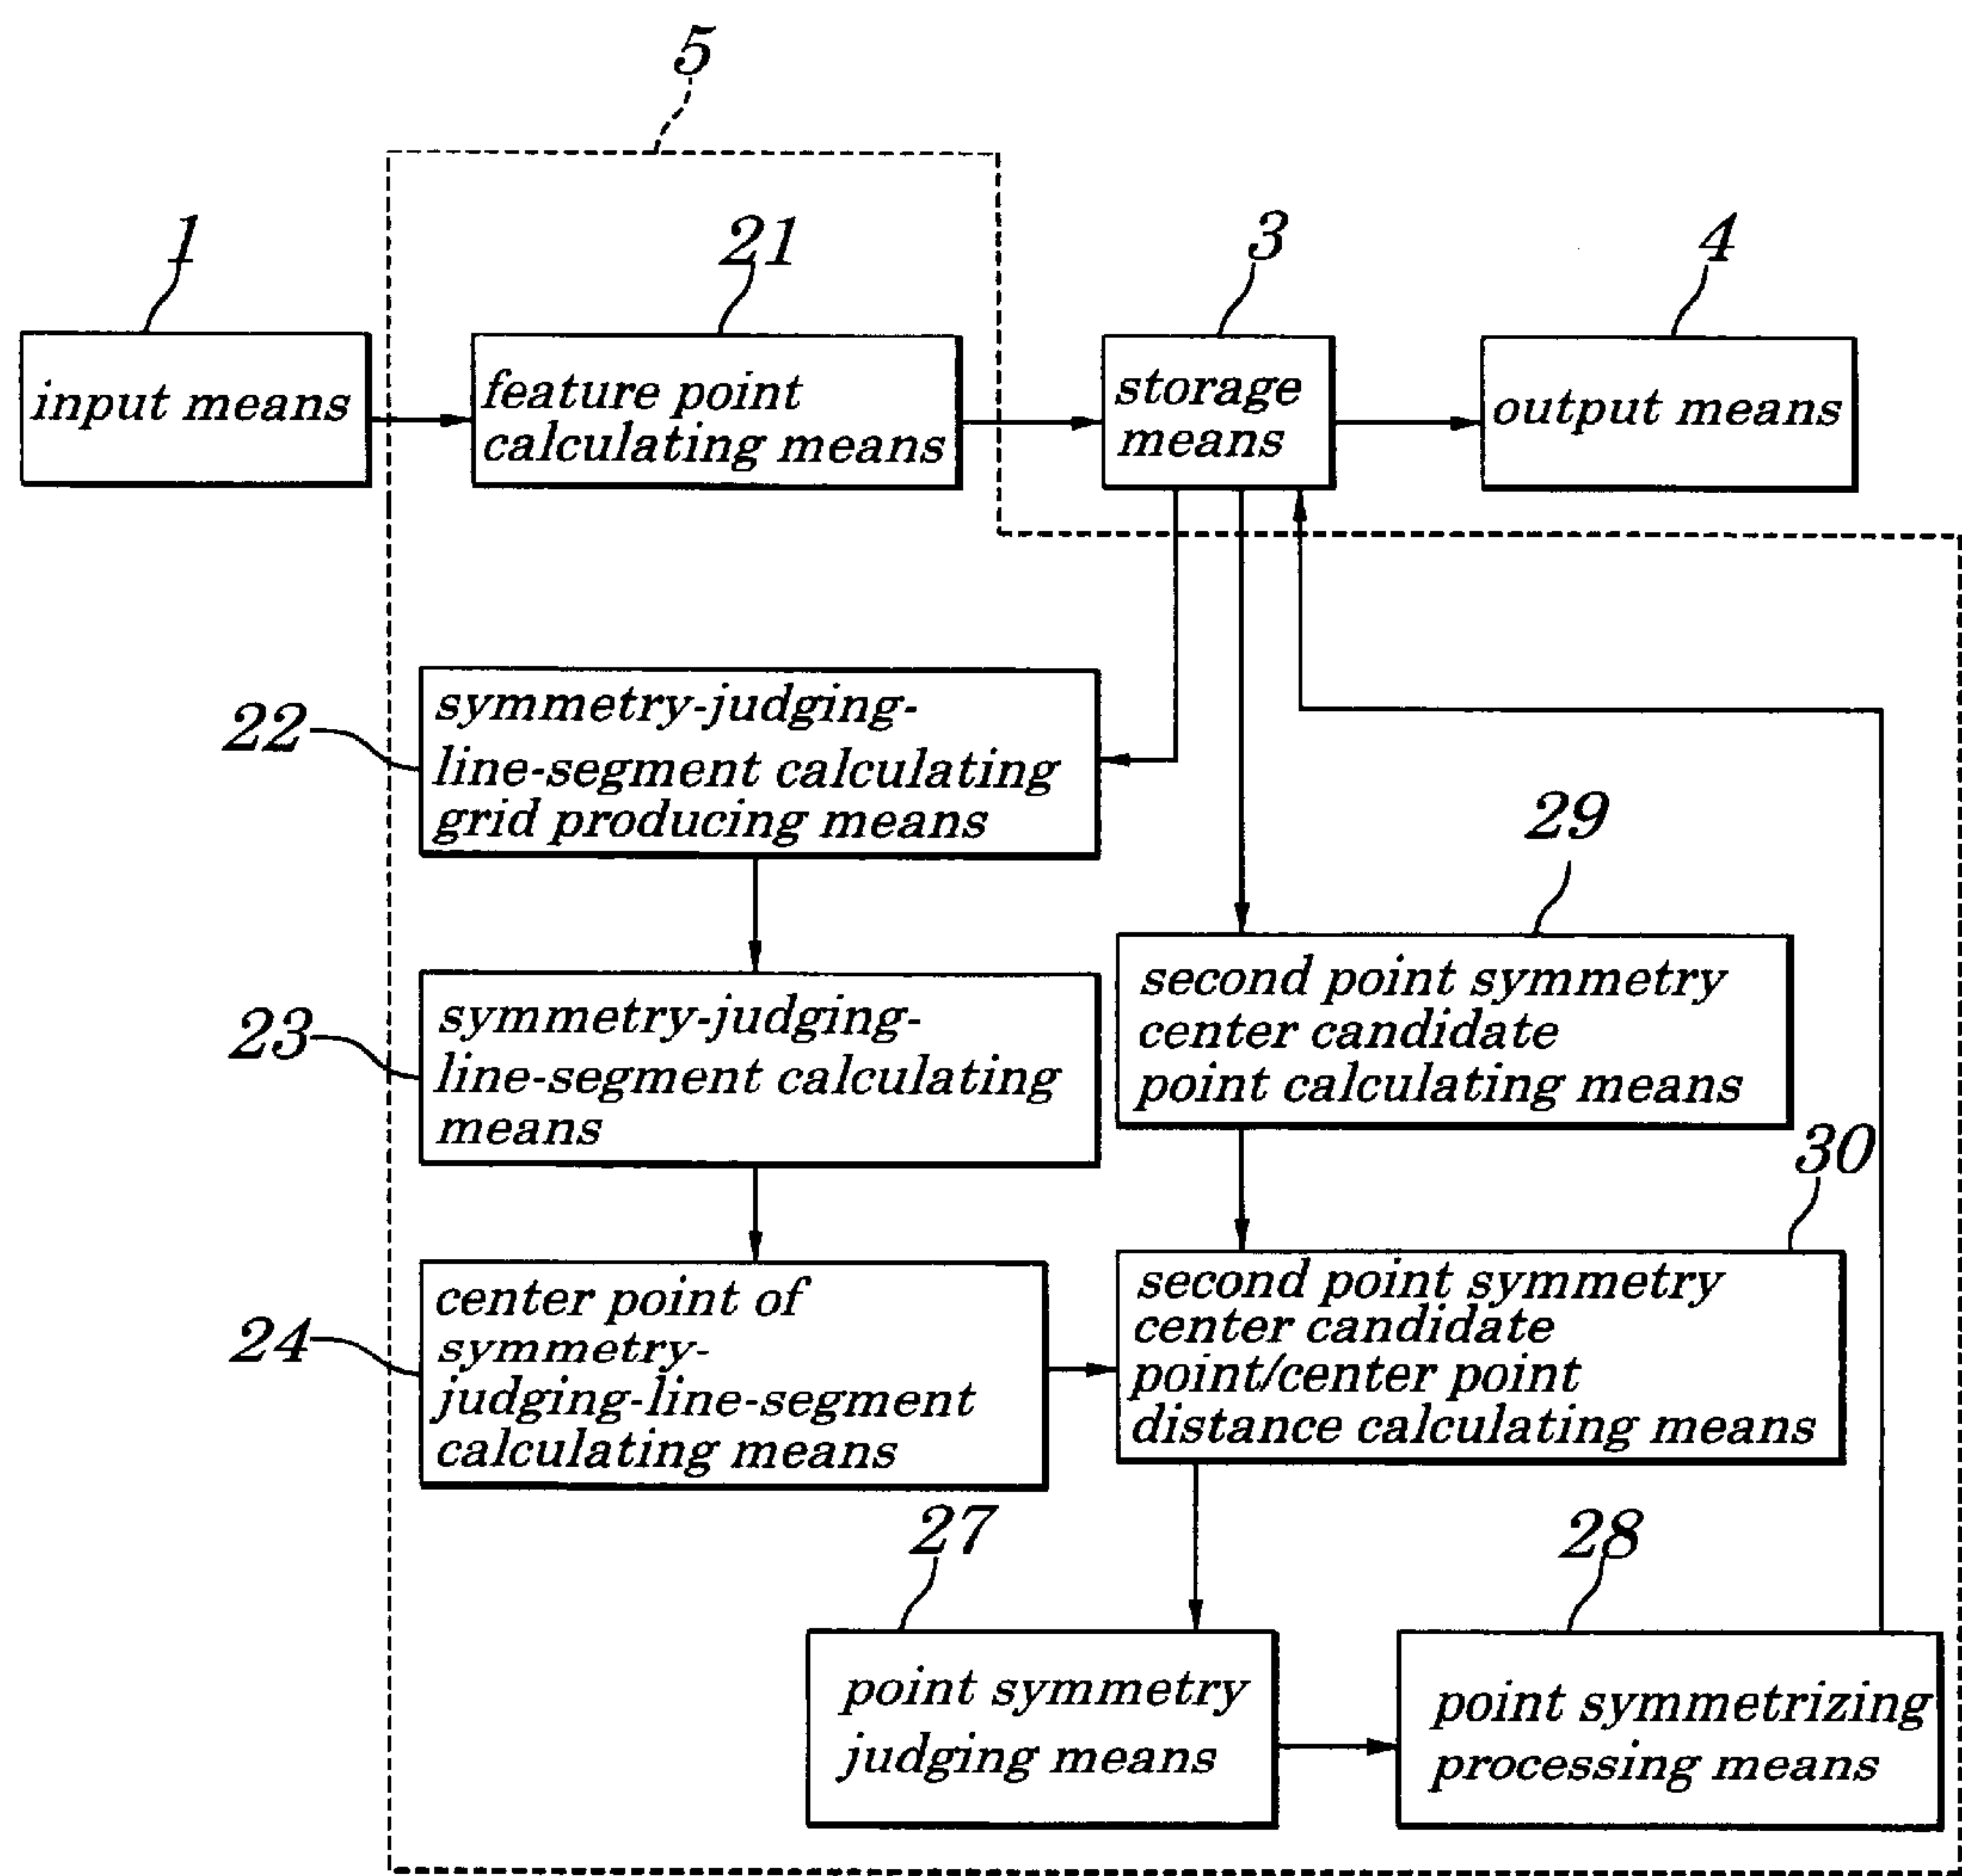 5
1
21
3
4
input means
feature point
calculating means
storage
means
output means
22
symmetry-judging-
line-segment calculating
grid producing means
29
second point symmetry
center candidate
point calculating means
23
symmetry-judging-
line-segment calculating
means
30
24
center point of
symmetry-
judging-line-segment
calculating means
second point symmetry
center candidate
point/center point
distance calculating means
27
28
point symmetry
judging means
point symmetrizing
processing means